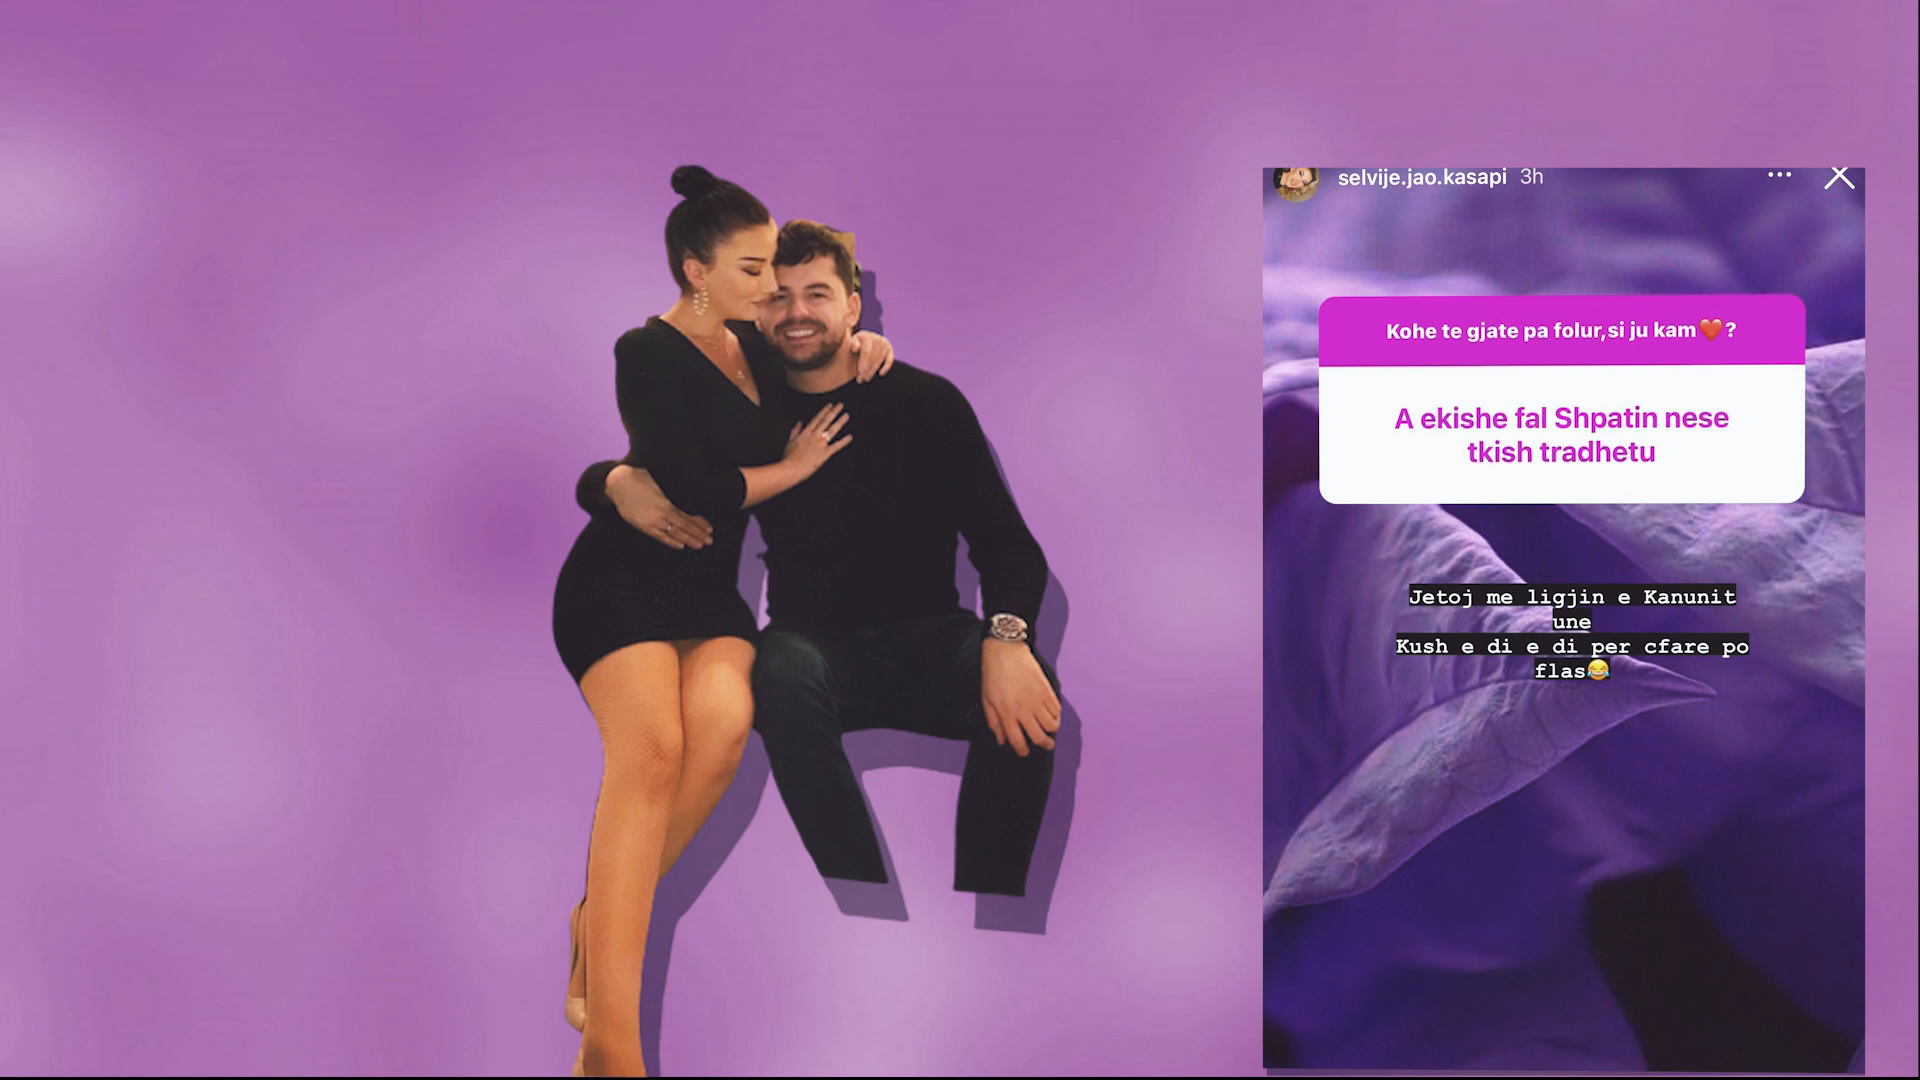 selvije.jao.kasapi 3h
Kohe te gjate pa folur,si ju kam❤️?
A ekishe fal Shpatin nese
tkish tradhetu
Jetoj me ligjin e Kanunit
une
Kush e di e di per cfare po
flas😂